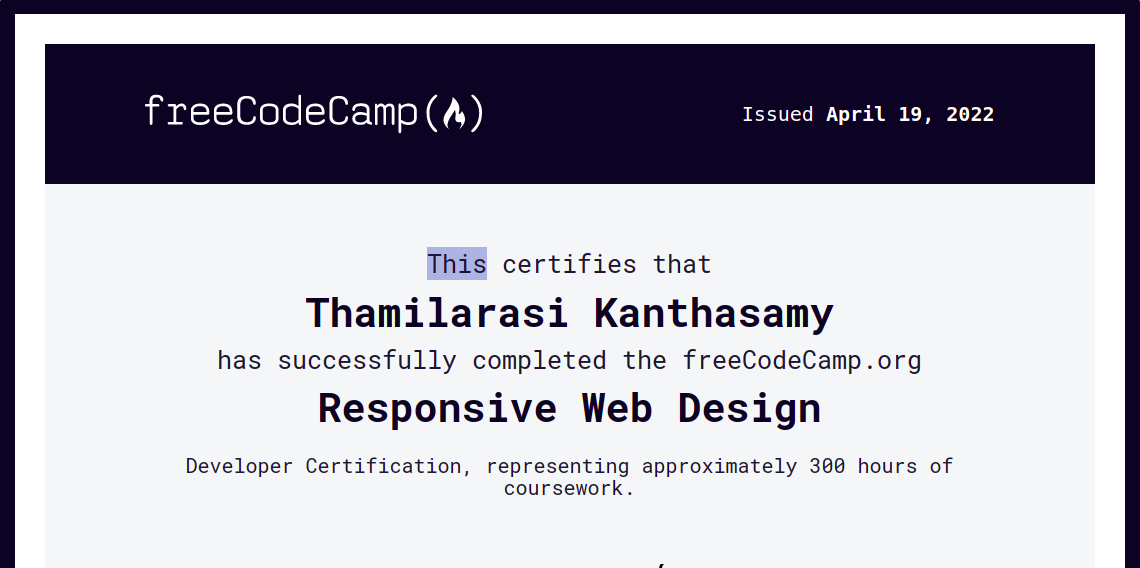 freeCodeCamp()
Issued April 19, 2022
This certifies that
Thamilarasi Kanthasamy
has successfully completed the freeCodeCamp.org
Responsive Web Design
Developer Certification, representing approximately 300 hours of
coursework.